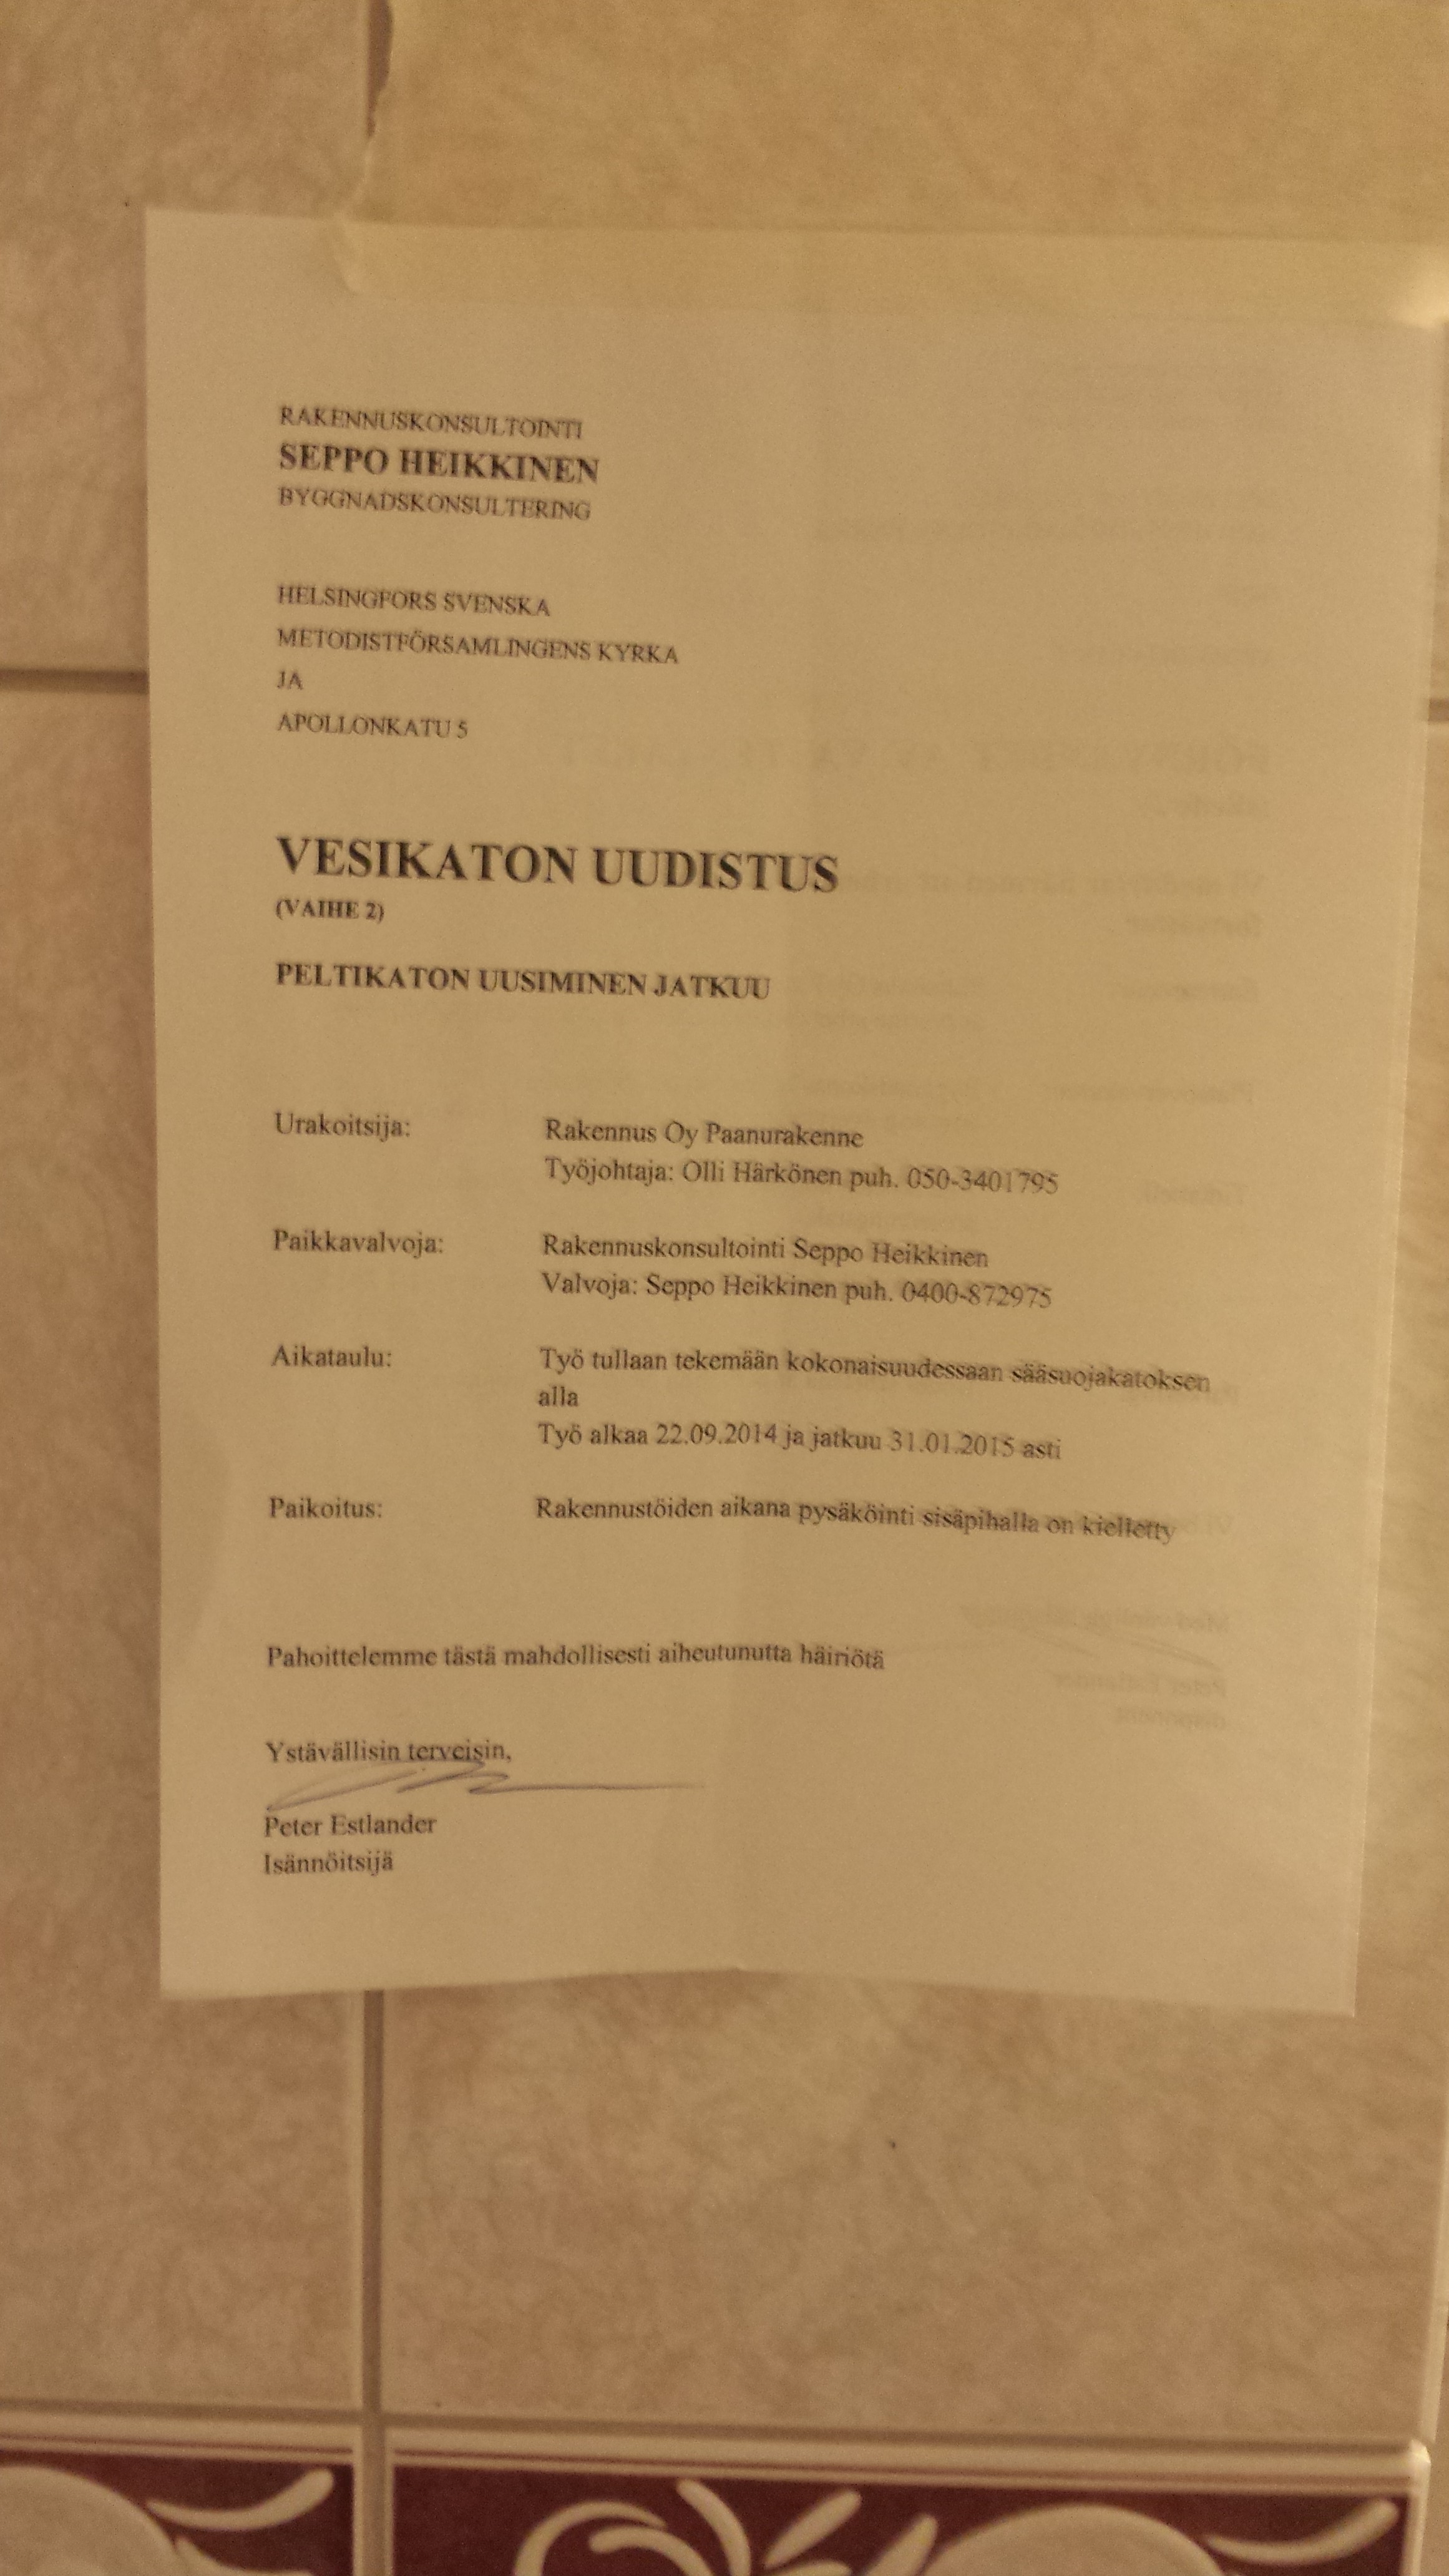 RAKENNUSKONSULTOINTI
SEPPO HEIKKINEN
BYGGNADSKONSULTERING
HELSINGFORS SVENSKA
METODISTFÖRSAMLINGENS KYRKA
JA
APOLLONKATU 5
VESIKATON UUDISTUS
(VAIHE 2)
PELTIKATON UUSIMINEN JATKUU
Urakoitsija: Rakennus Oy Paanurakenne
Työjohtaja: Olli Härkönen puh. 050-3401795
Paikkavalvoja: Rakennuskonsultointi Seppo Heikkinen
Valvoja: Seppo Heikkinen puh. 0400-872975
Aikataulu: Työ tullaan tekemään kokonaisuudessaan sääsuojakatoksen
alla
Työ alkaa 22.09.2014 ja jatkuu 31.01.2015 asti
Paikoitus: Rakennustöiden aikana pysäköinti sisäpihalla on kielletty
Pahoittelemme tästä mahdollisesti aiheutunutta häiriötä
Ystävällisin terveisin,
Peter Estlander
Isännöitsijä